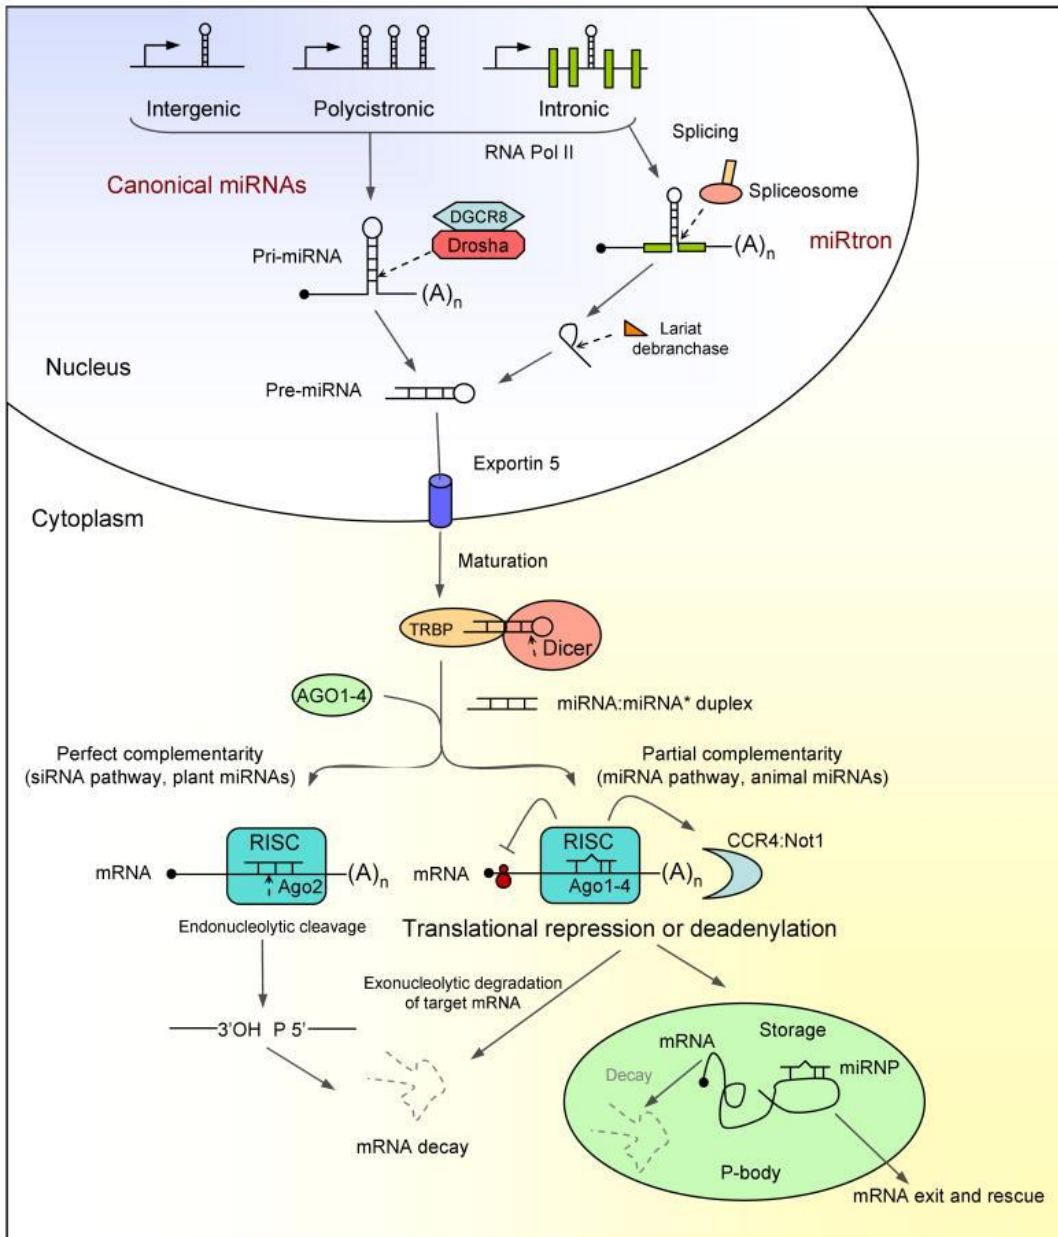 Intergenic
Polycistronic
Intronic
RNA Pol II
Splicing
Spliceosome
Canonical miRNAs
miRtron
DGCR8
Drosha
Pri-miRNA
(A)n
(A)n
Lariat
debranchase
Nucleus
Pre-miRNA
Exportin 5
Cytoplasm
Maturation
TRBP
Dicer
AGO1-4
miRNA:miRNA* duplex
Perfect complementarity
(siRNA pathway, plant miRNAs)
Partial complementarity
(miRNA pathway, animal miRNAs)
RISC
mRNA
Ago2
(A)n
RISC
mRNA
Ago1-4
(A)n
CCR4:Not1
Endonucleolytic cleavage
Translational repression or deadenylation
Exonucleolytic degradation
of target mRNA
3'OH P 5'
mRNA decay
Storage
mRNA
miRNP
Decay
P-body
mRNA exit and rescue